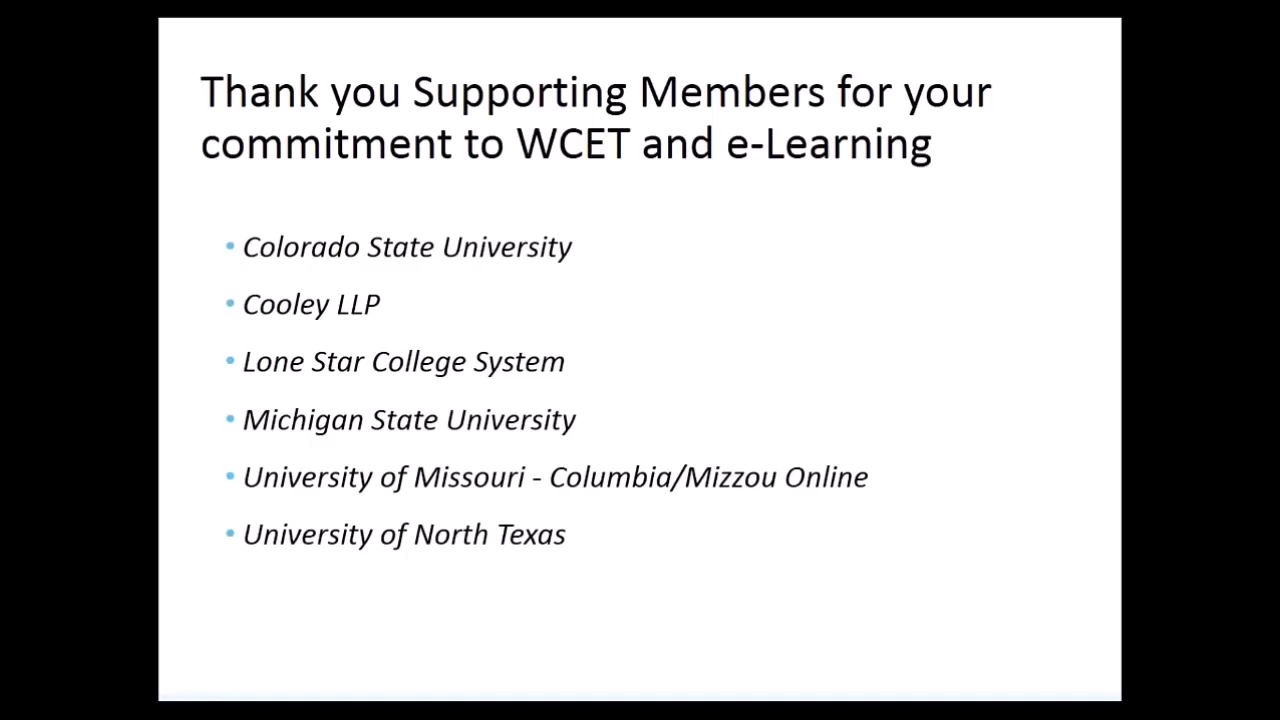 Thank you Supporting Members for your
commitment to WCET and e-Learning
• Colorado State University
• Cooley LLP
• Lone Star College System
• Michigan State University
• University of Missouri - Columbia/Mizzou Online
• University of North Texas